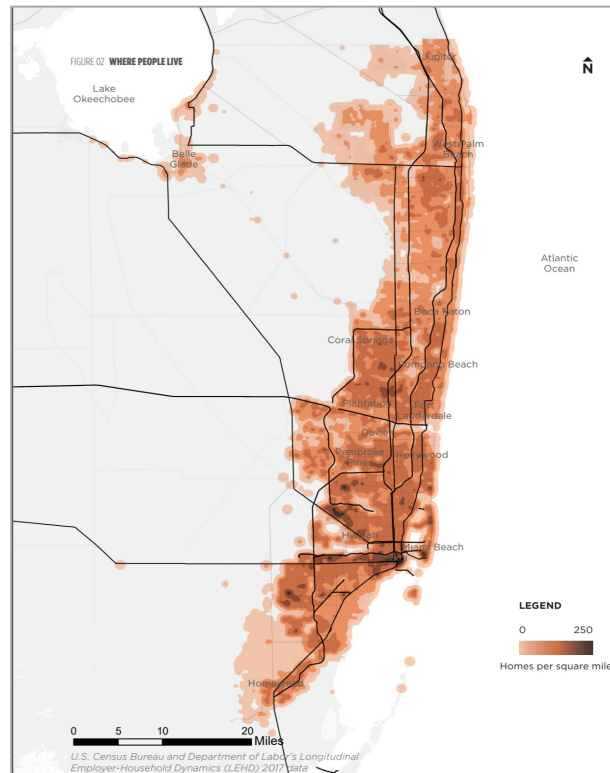 FIGURE 02 WHERE PEOPLE LIVE
Jupiter
N
Lake
Okeechobee
West Palm
Beach
Belle
Glade
Atlantic
Ocean
Boca Raton
Coral Springs
Pompano Beach
Plantation
Fort
Lauderdale
Davie
Pembroke
Pines
Hollywood
Hialeah
Miami Beach
LEGEND
0 250
Homes per square mile
Homestead
0 5 10 20
Miles
U.S. Census Bureau and Department of Labor's Longitudinal
Employer-Household Dynamics (LEHD) 2017 data